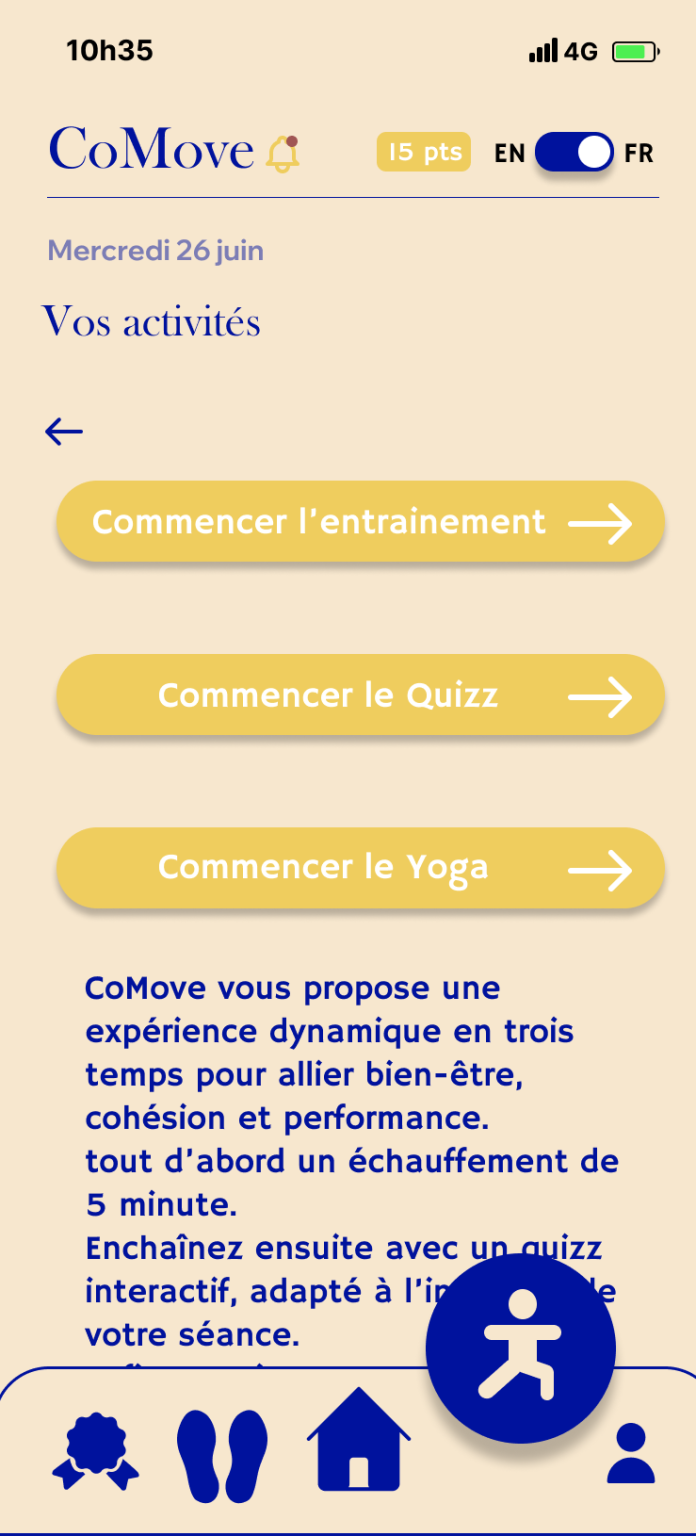 10h35 4G
CoMove 15 pts EN FR
Mercredi 26 juin
Vos activités
Commencer l'entrainement
Commencer le Quizz
Commencer le Yoga
CoMove vous propose une
expérience dynamique en trois
temps pour allier bien-être,
cohésion et performance.
tout d'abord un échauffement de
5 minute.
Enchaînez ensuite avec un quizz
interactif, adapté à
votre séance.